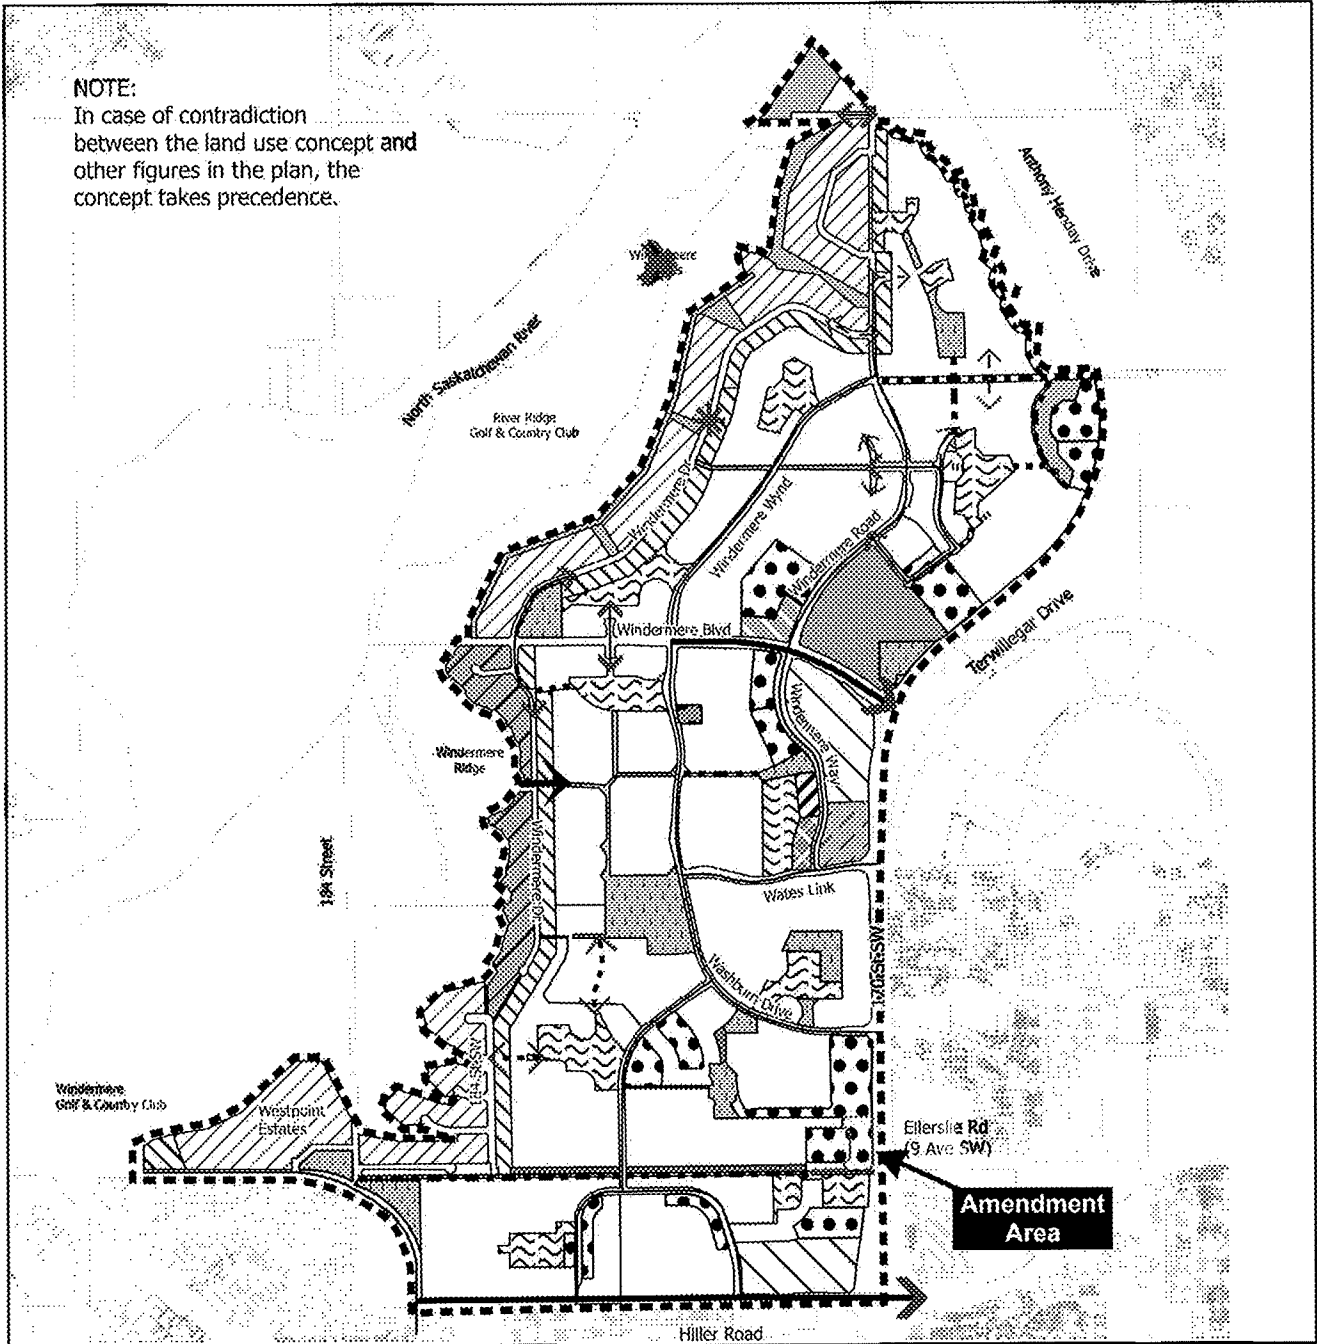 NOTE:
In case of contradiction
between the land use concept and
other figures in the plan, the
concept takes precedence.
Anthony Henday Drive
North Saskatchewan River
River Ridge
Golf & Country Club
Windermere Dr
Windermere Wynd
Windermere Road
Windermere Blvd
Terwillegar Drive
Windermere Way
Windermere
Ridge
Windermere Dr
184 Street
Wates Link
170 St SW
Washburn Drive
Windermere
Golf & Country Club
Westpoint
Estates
Ellerslie Rd
(9 Ave SW)
Amendment
Area
Hiller Road